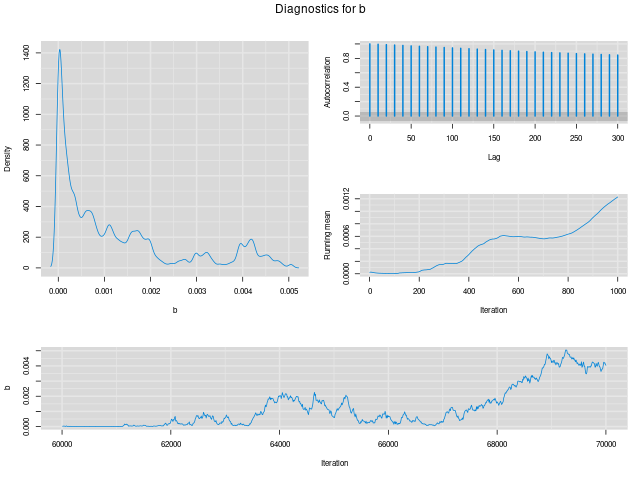 Diagnostics for b
Density
0 200 400 600 800 1000 1200 1400
0.000 0.001 0.002 0.003 0.004 0.005
b
Autocorrelation
0.0 0.4 0.8
0 50 100 150 200 250 300
Lag
Running mean
0.0000 0.0006 0.0012
0 200 400 600 800 1000
Iteration
b
0.000 0.002 0.004
60000 62000 64000 66000 68000 70000
Iteration